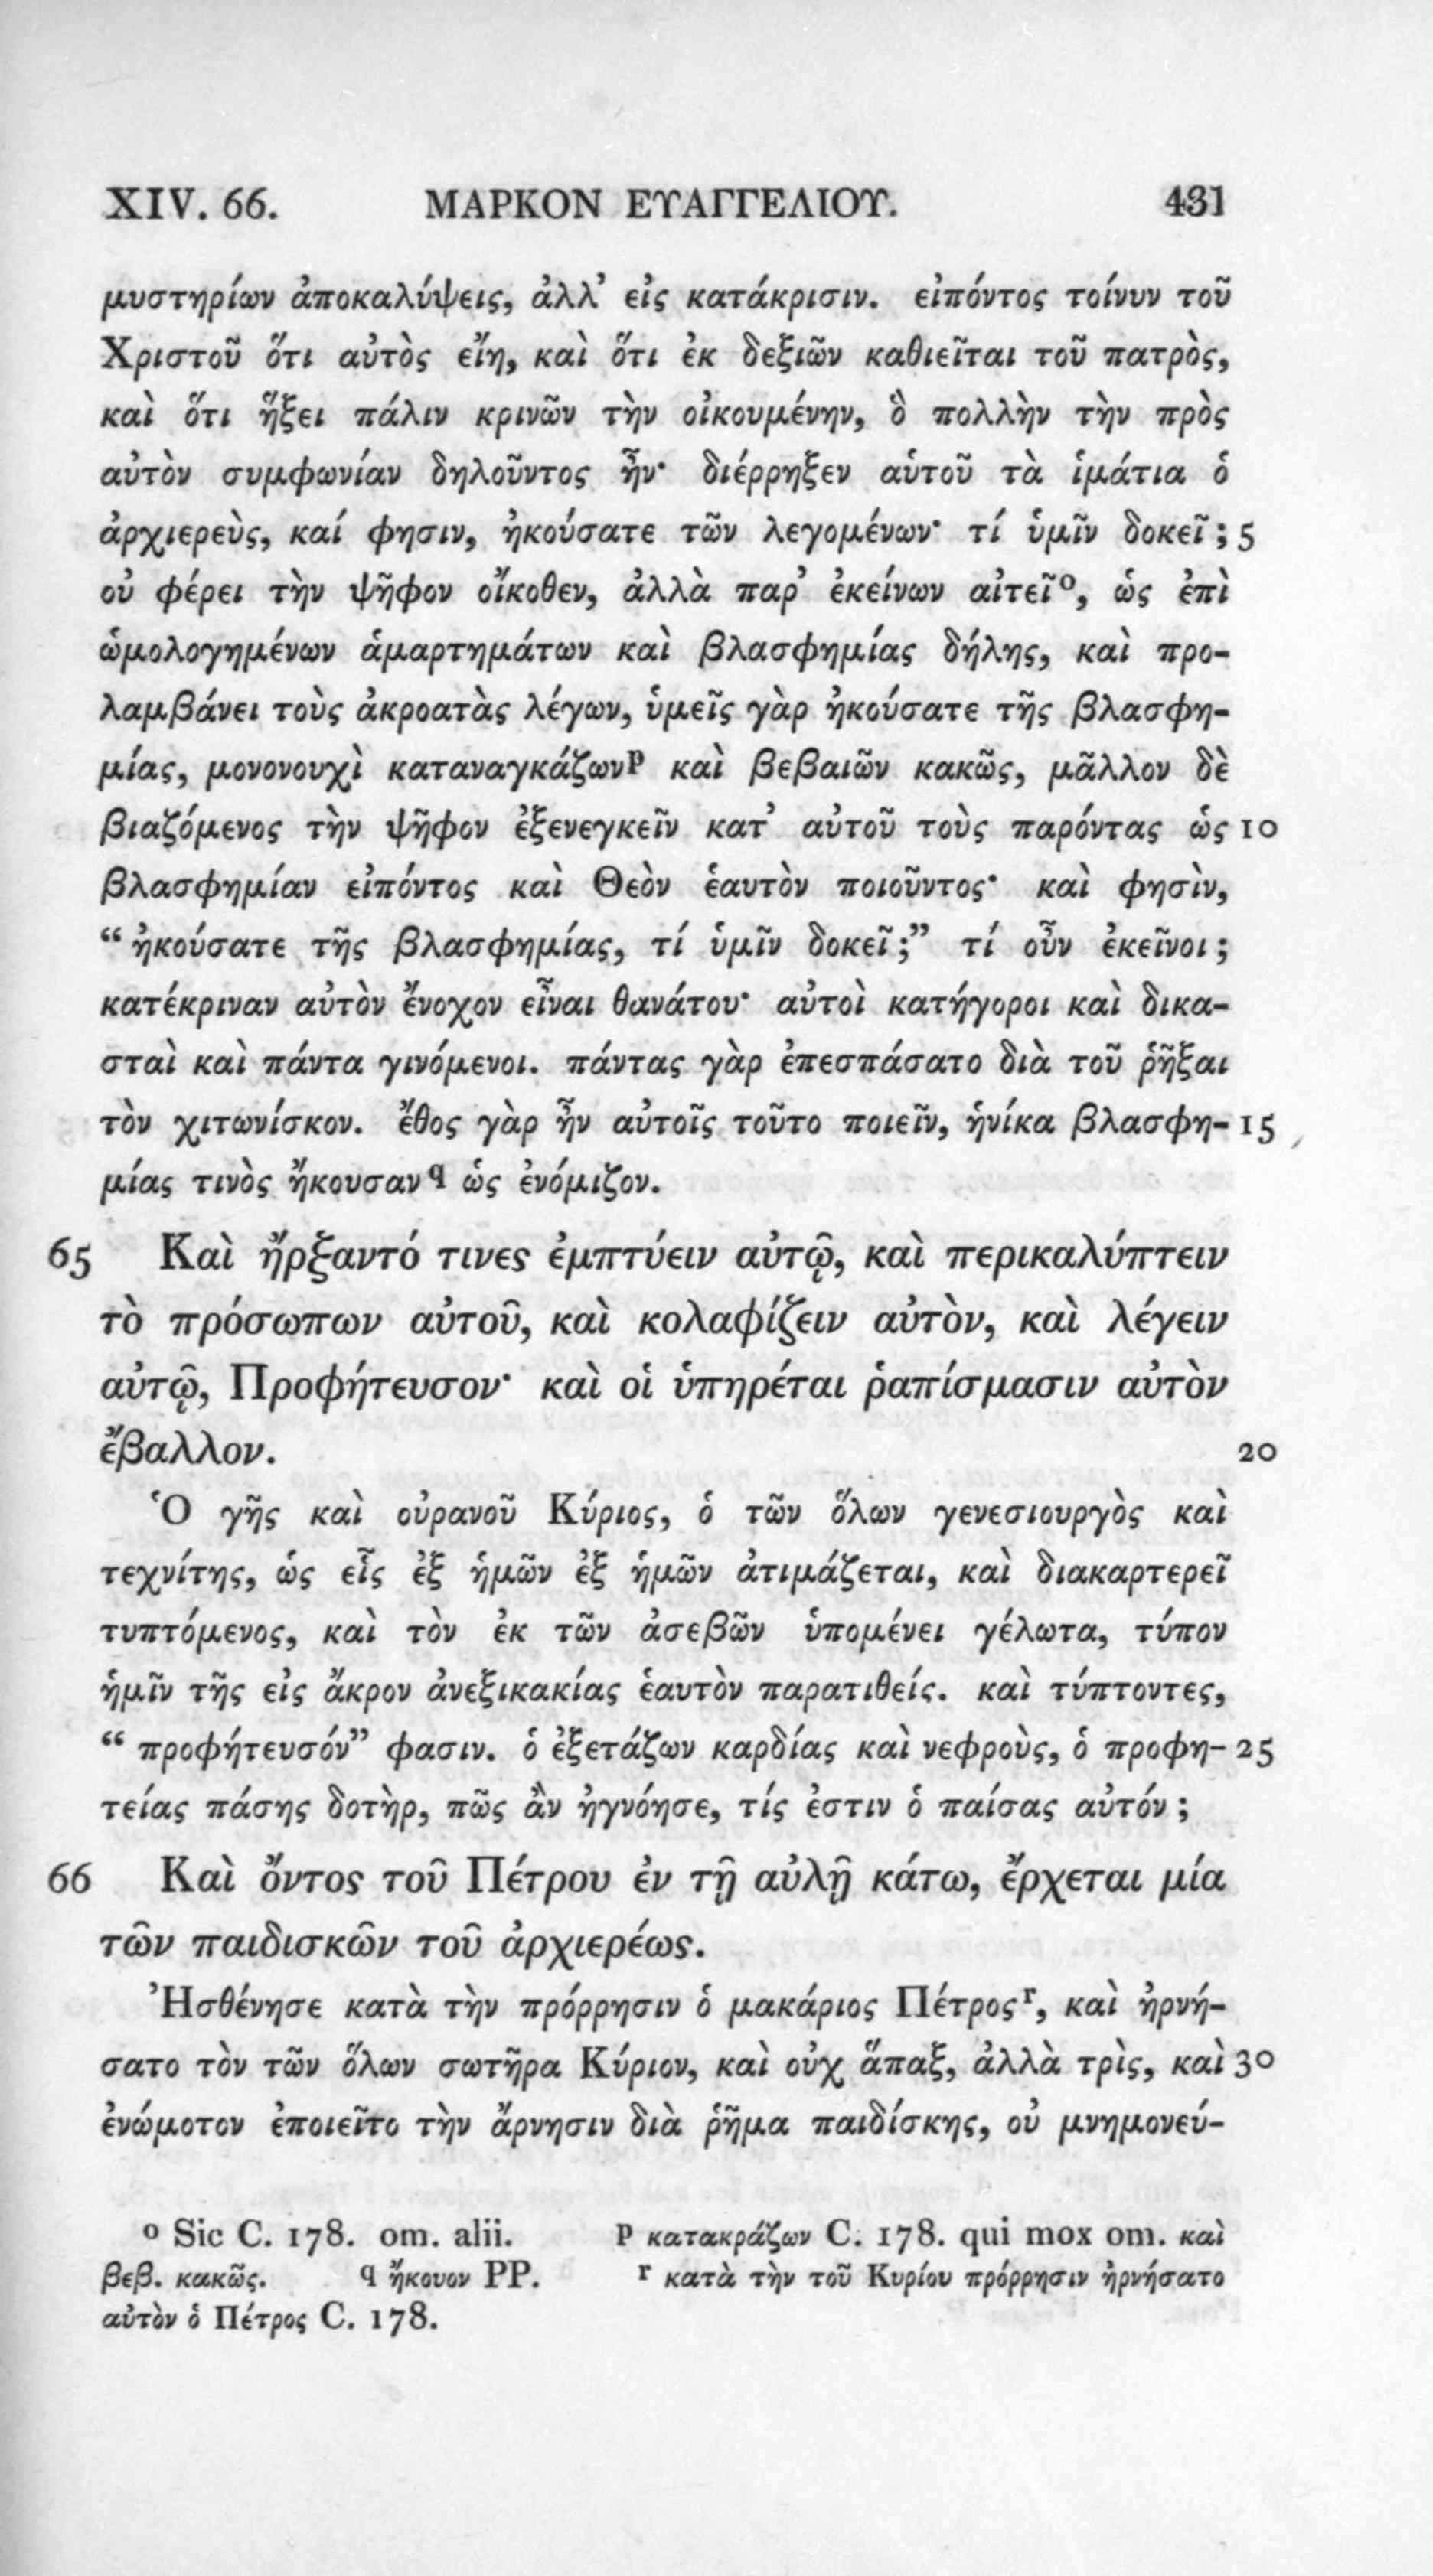 XIV. 66. ΜΑΡΚΟΝ ΕΥΑΓΓΕΛΙΟΥ. 431
μυστηρίων ἀποκαλύψεις, ἀλλ’ εἰς κατάκρισιν. εἰπόντος τοίνυν τοῦ
Χριστοῦ ὅτι αὐτὸς εἴη, καὶ ὅτι ἐκ δεξιῶν καθιεῖται τοῦ πατρὸς,
καὶ ὅτι ἥξει πάλιν κρινῶν τὴν οἰκουμένην, ὃ πολλὴν τὴν πρὸς
αὐτὸν συμφωνίαν δηλοῦντος ἦν· διέρρηξεν αὑτοῦ τὰ ἱμάτια ὁ
ἀρχιερεὺς, καί φησιν, ἠκούσατε τῶν λεγομένων· τί ὑμῖν δοκεῖ; 5
οὐ φέρει τὴν ψῆφον οἴκοθεν, ἀλλὰ παρ’ ἐκείνων αἰτεῖο, ὡς ἐπὶ
ὡμολογημένων ἁμαρτημάτων καὶ βλασφημίας δήλης, καὶ προ-
λαμβάνει τοὺς ἀκροατὰς λέγων, ὑμεῖς γὰρ ἠκούσατε τῆς βλασφη-
μίας, μονονουχὶ καταναγκάζωνp καὶ βεβαιῶν κακῶς, μᾶλλον δὲ
βιαζόμενος τὴν ψῆφον ἐξενεγκεῖν κατ’ αὐτοῦ τοὺς παρόντας ὡς 10
βλασφημίαν εἰπόντος καὶ Θεὸν ἑαυτὸν ποιοῦντος· καὶ φησὶν,
“ ἠκούσατε τῆς βλασφημίας, τί ὑμῖν δοκεῖ;” τί οὖν ἐκεῖνοι;
κατέκριναν αὐτὸν ἔνοχον εἶναι θανάτου· αὐτοὶ κατήγοροι καὶ δικα-
σταὶ καὶ πάντα γινόμενοι. πάντας γὰρ ἐπεσπάσατο διὰ τοῦ ῥῆξαι
τὸν χιτωνίσκον. ἔθος γὰρ ἦν αὐτοῖς τοῦτο ποιεῖν, ἡνίκα βλασφη- 15
μίας τινὸς ἤκουσανq ὡς ἐνόμιζον.
65 Καὶ ἤρξαντό τινες ἐμπτύειν αὐτῷ, καὶ περικαλύπτειν
τὸ πρόσωπων αὐτοῦ, καὶ κολαφίζειν αὐτὸν, καὶ λέγειν
αὐτῷ, Προφήτευσον· καὶ οἱ ὑπηρέται ῥαπίσμασιν αὐτὸν
ἔβαλλον. 20
Ὁ γῆς καὶ οὐρανοῦ Κύριος, ὁ τῶν ὅλων γενεσιουργὸς καὶ
τεχνίτης, ὡς εἷς ἐξ ἡμῶν ἐξ ἡμῶν ἀτιμάζεται, καὶ διακαρτερεῖ
τυπτόμενος, καὶ τὸν ἐκ τῶν ἀσεβῶν ὑπομένει γέλωτα, τύπον
ἡμῖν τῆς εἰς ἄκρον ἀνεξικακίας ἑαυτὸν παρατιθείς. καὶ τύπτοντες,
“ προφήτευσόν” φασιν. ὁ ἐξετάζων καρδίας καὶ νεφροὺς, ὁ προφη- 25
τείας πάσης δοτὴρ, πῶς ἂν ἠγνόησε, τίς ἐστιν ὁ παίσας αὐτόν;
66 Καὶ ὄντος τοῦ Πέτρου ἐν τῇ αὐλῇ κάτω, ἔρχεται μία
τῶν παιδισκῶν τοῦ ἀρχιερέως.
Ἠσθένησε κατὰ τὴν πρόρρησιν ὁ μακάριος Πέτροςr, καὶ ἠρνή-
σατο τὸν τῶν ὅλων σωτῆρα Κύριον, καὶ οὐχ ἅπαξ, ἀλλὰ τρὶς, καὶ 30
ἐνώμοτον ἐποιεῖτο τὴν ἄρνησιν διὰ ῥῆμα παιδίσκης, οὐ μνημονεύ-
o Sic C. 178. om. alii. p κατακράζων C. 178. qui mox om. καὶ
βεβ. κακῶς. q ἤκουον PP. r κατὰ τὴν τοῦ Κυρίου πρόρρησιν ἠρνήσατο
αὐτὸν ὁ Πέτρος C. 178.